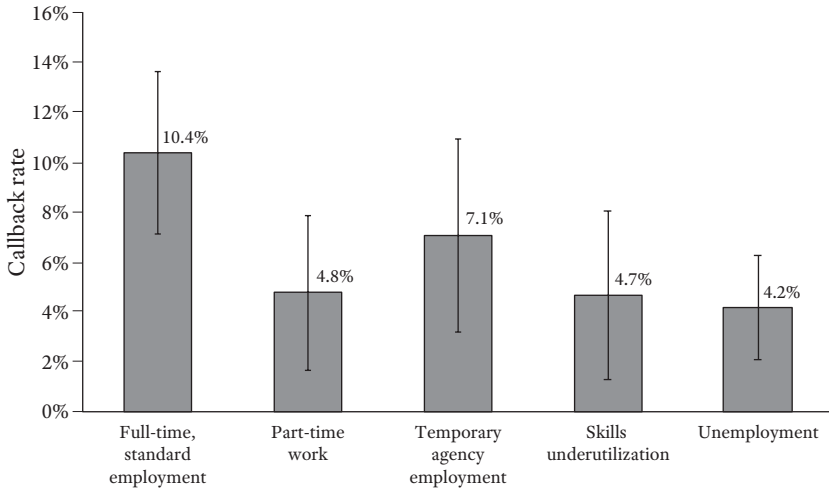 16%
14%
12%
10%
8%
6%
4%
2%
0%
Callback rate
10.4%
4.8%
7.1%
4.7%
4.2%
Full-time,
standard
employment
Part-time
work
Temporary
agency
employment
Skills
underutilization
Unemployment